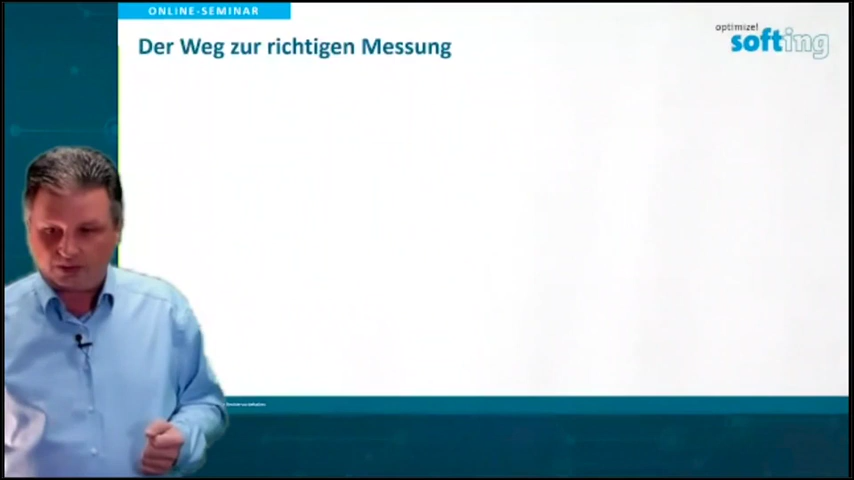 ONLINE-SEMINAR
optimize!
softing
Der Weg zur richtigen Messung